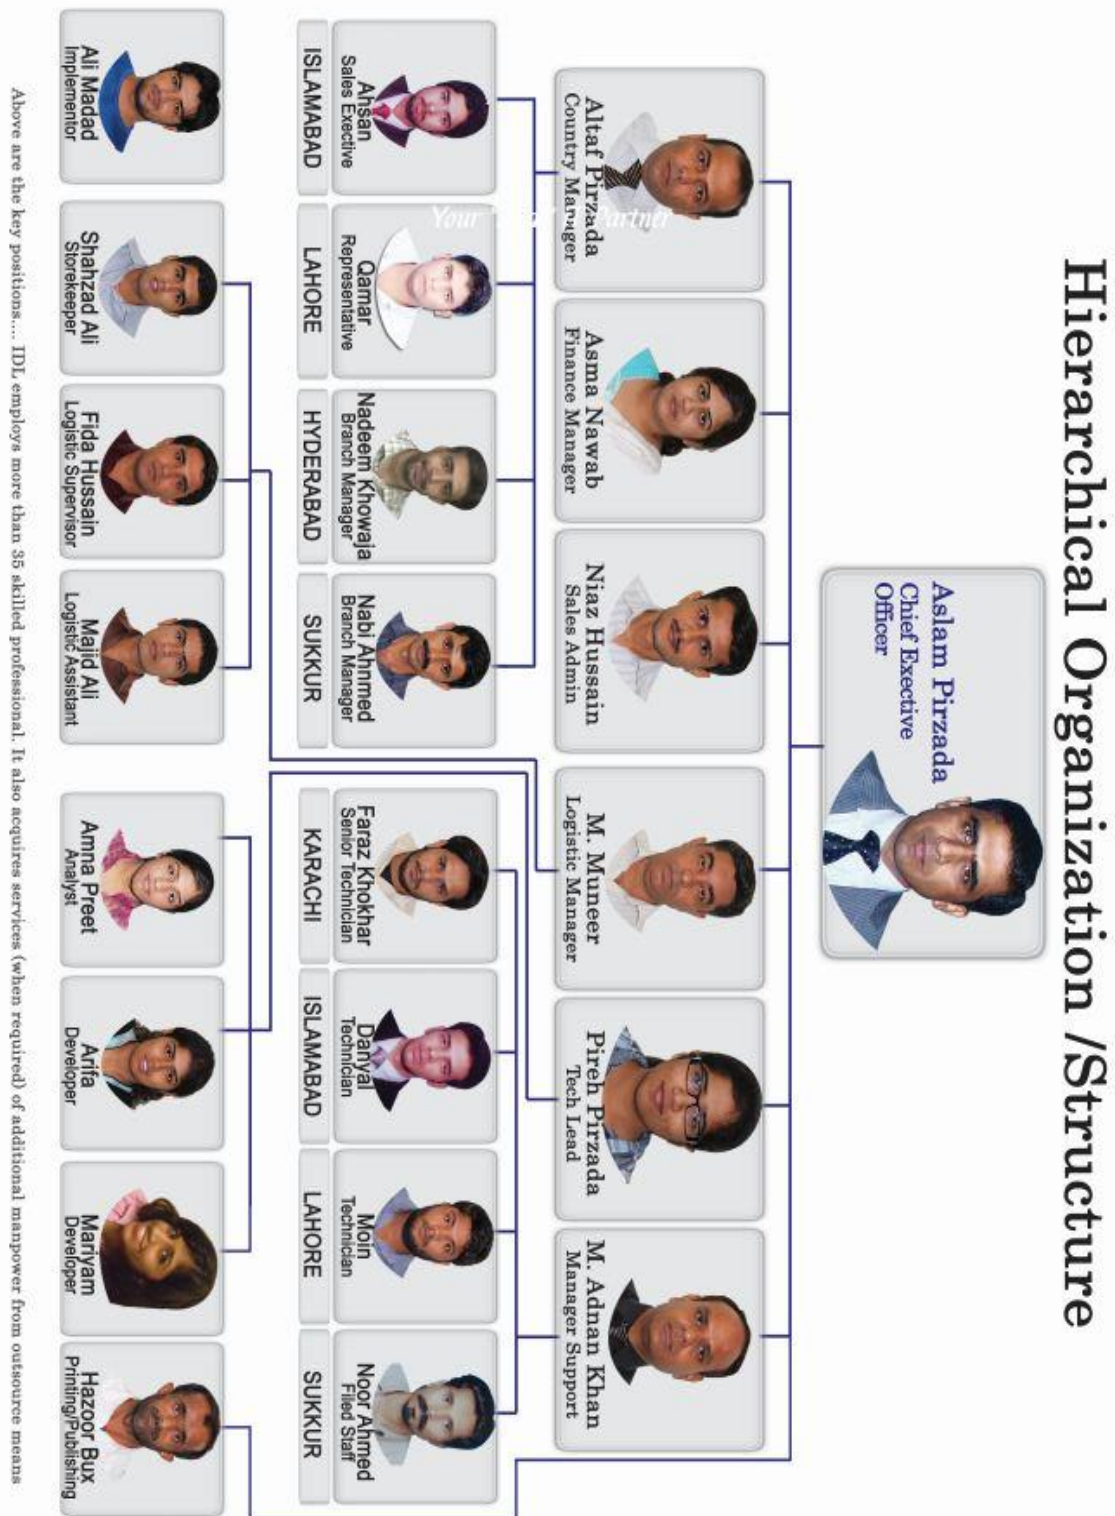 Hierarchical Organization /Structure
Aslam Pirzada
Chief Exective
Officer
Altaf Pirzada
Country Manager
Asma Nawab
Finance Manager
Niaz Hussain
Sales Admin
M. Muneer
Logistic Manager
Pireh Pirzada
Tech Lead
M. Adnan Khan
Manager Support
Your
Partner
Ahsan
Sales Exective
ISLAMABAD
Qamar
Representative
LAHORE
Nadeem Khowaja
Branch Manager
HYDERABAD
Nabi Ahnmed
Branch Manager
SUKKUR
Faraz Khokhar
Senior Technician
KARACHI
Danyal
Technician
ISLAMABAD
Moin
Technician
LAHORE
Noor Ahmed
Filed Staff
SUKKUR
Ali Madad
Implementor
Shahzad Ali
Storekeeper
Fida Hussain
Logistic Supervisor
Majid Ali
Logistic Assistant
Amna Preet
Analyst
Arifa
Developer
Mariyam
Developer
Hazoor Bux
Printing/Publishing
Above are the key positions.... IDL employs more than 35 skilled professional. It also acquires services (when required) of additional manpower from outsource means